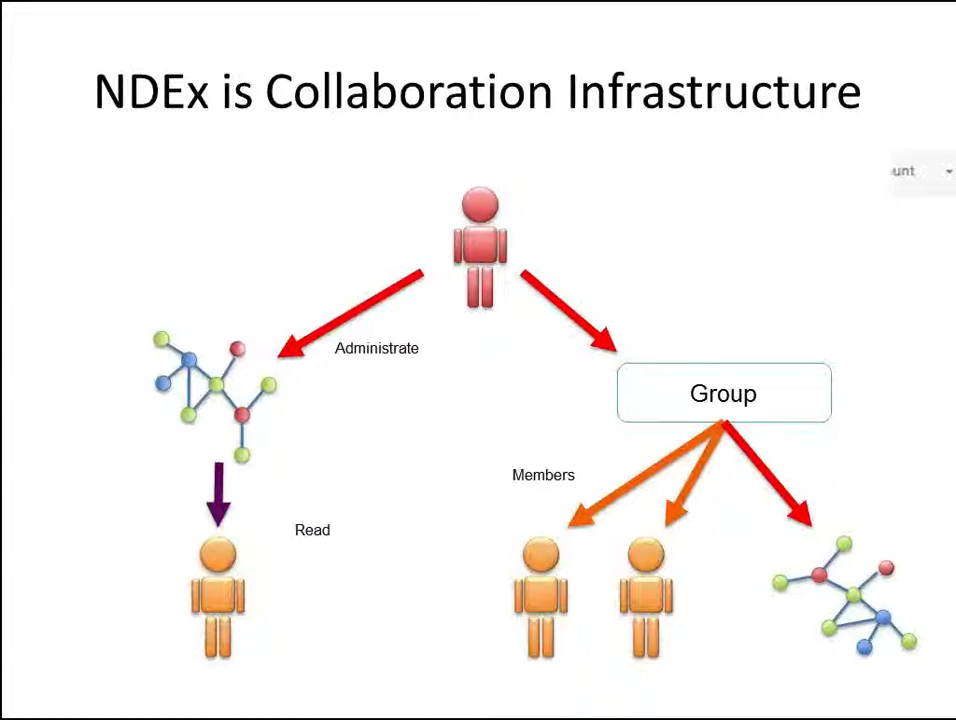 NDEx is Collaboration Infrastructure
Administrate
Group
Members
Read